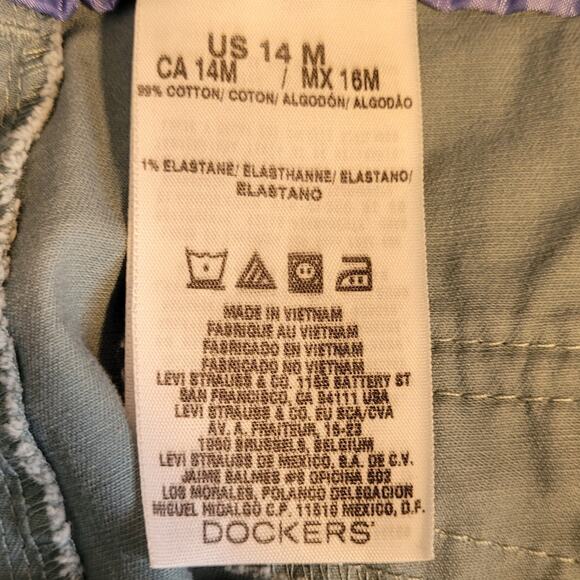 US 14 M
CA 14M / MX 16M
99% COTTON/ COTON/ ALGODÓN/ ALGODÃO
1% ELASTANE/ ELASTHANNE/ ELASTANO/
ELASTANO
MADE IN VIETNAM
FABRIQUE AU VIETNAM
FABRICADO EN VIETNAM
FABRICADO NO VIETNAM
LEVI STRAUSS & CO. 1155 BATTERY ST
SAN FRANCISCO, CA 94111 USA
LEVI STRAUSS & CO. EU SCA/CVA
AV. A. FRAITEUR, 15-23
1050 BRUSSELS, BELGIUM
LEVI STRAUSS DE MEXICO, S.A. DE C.V.
JAIME BALMES #8 OFICINA 502
LOS MORALES, POLANCO DELEGACION
MIGUEL HIDALGO C.P. 11510 MEXICO, D.F.
DOCKERS®